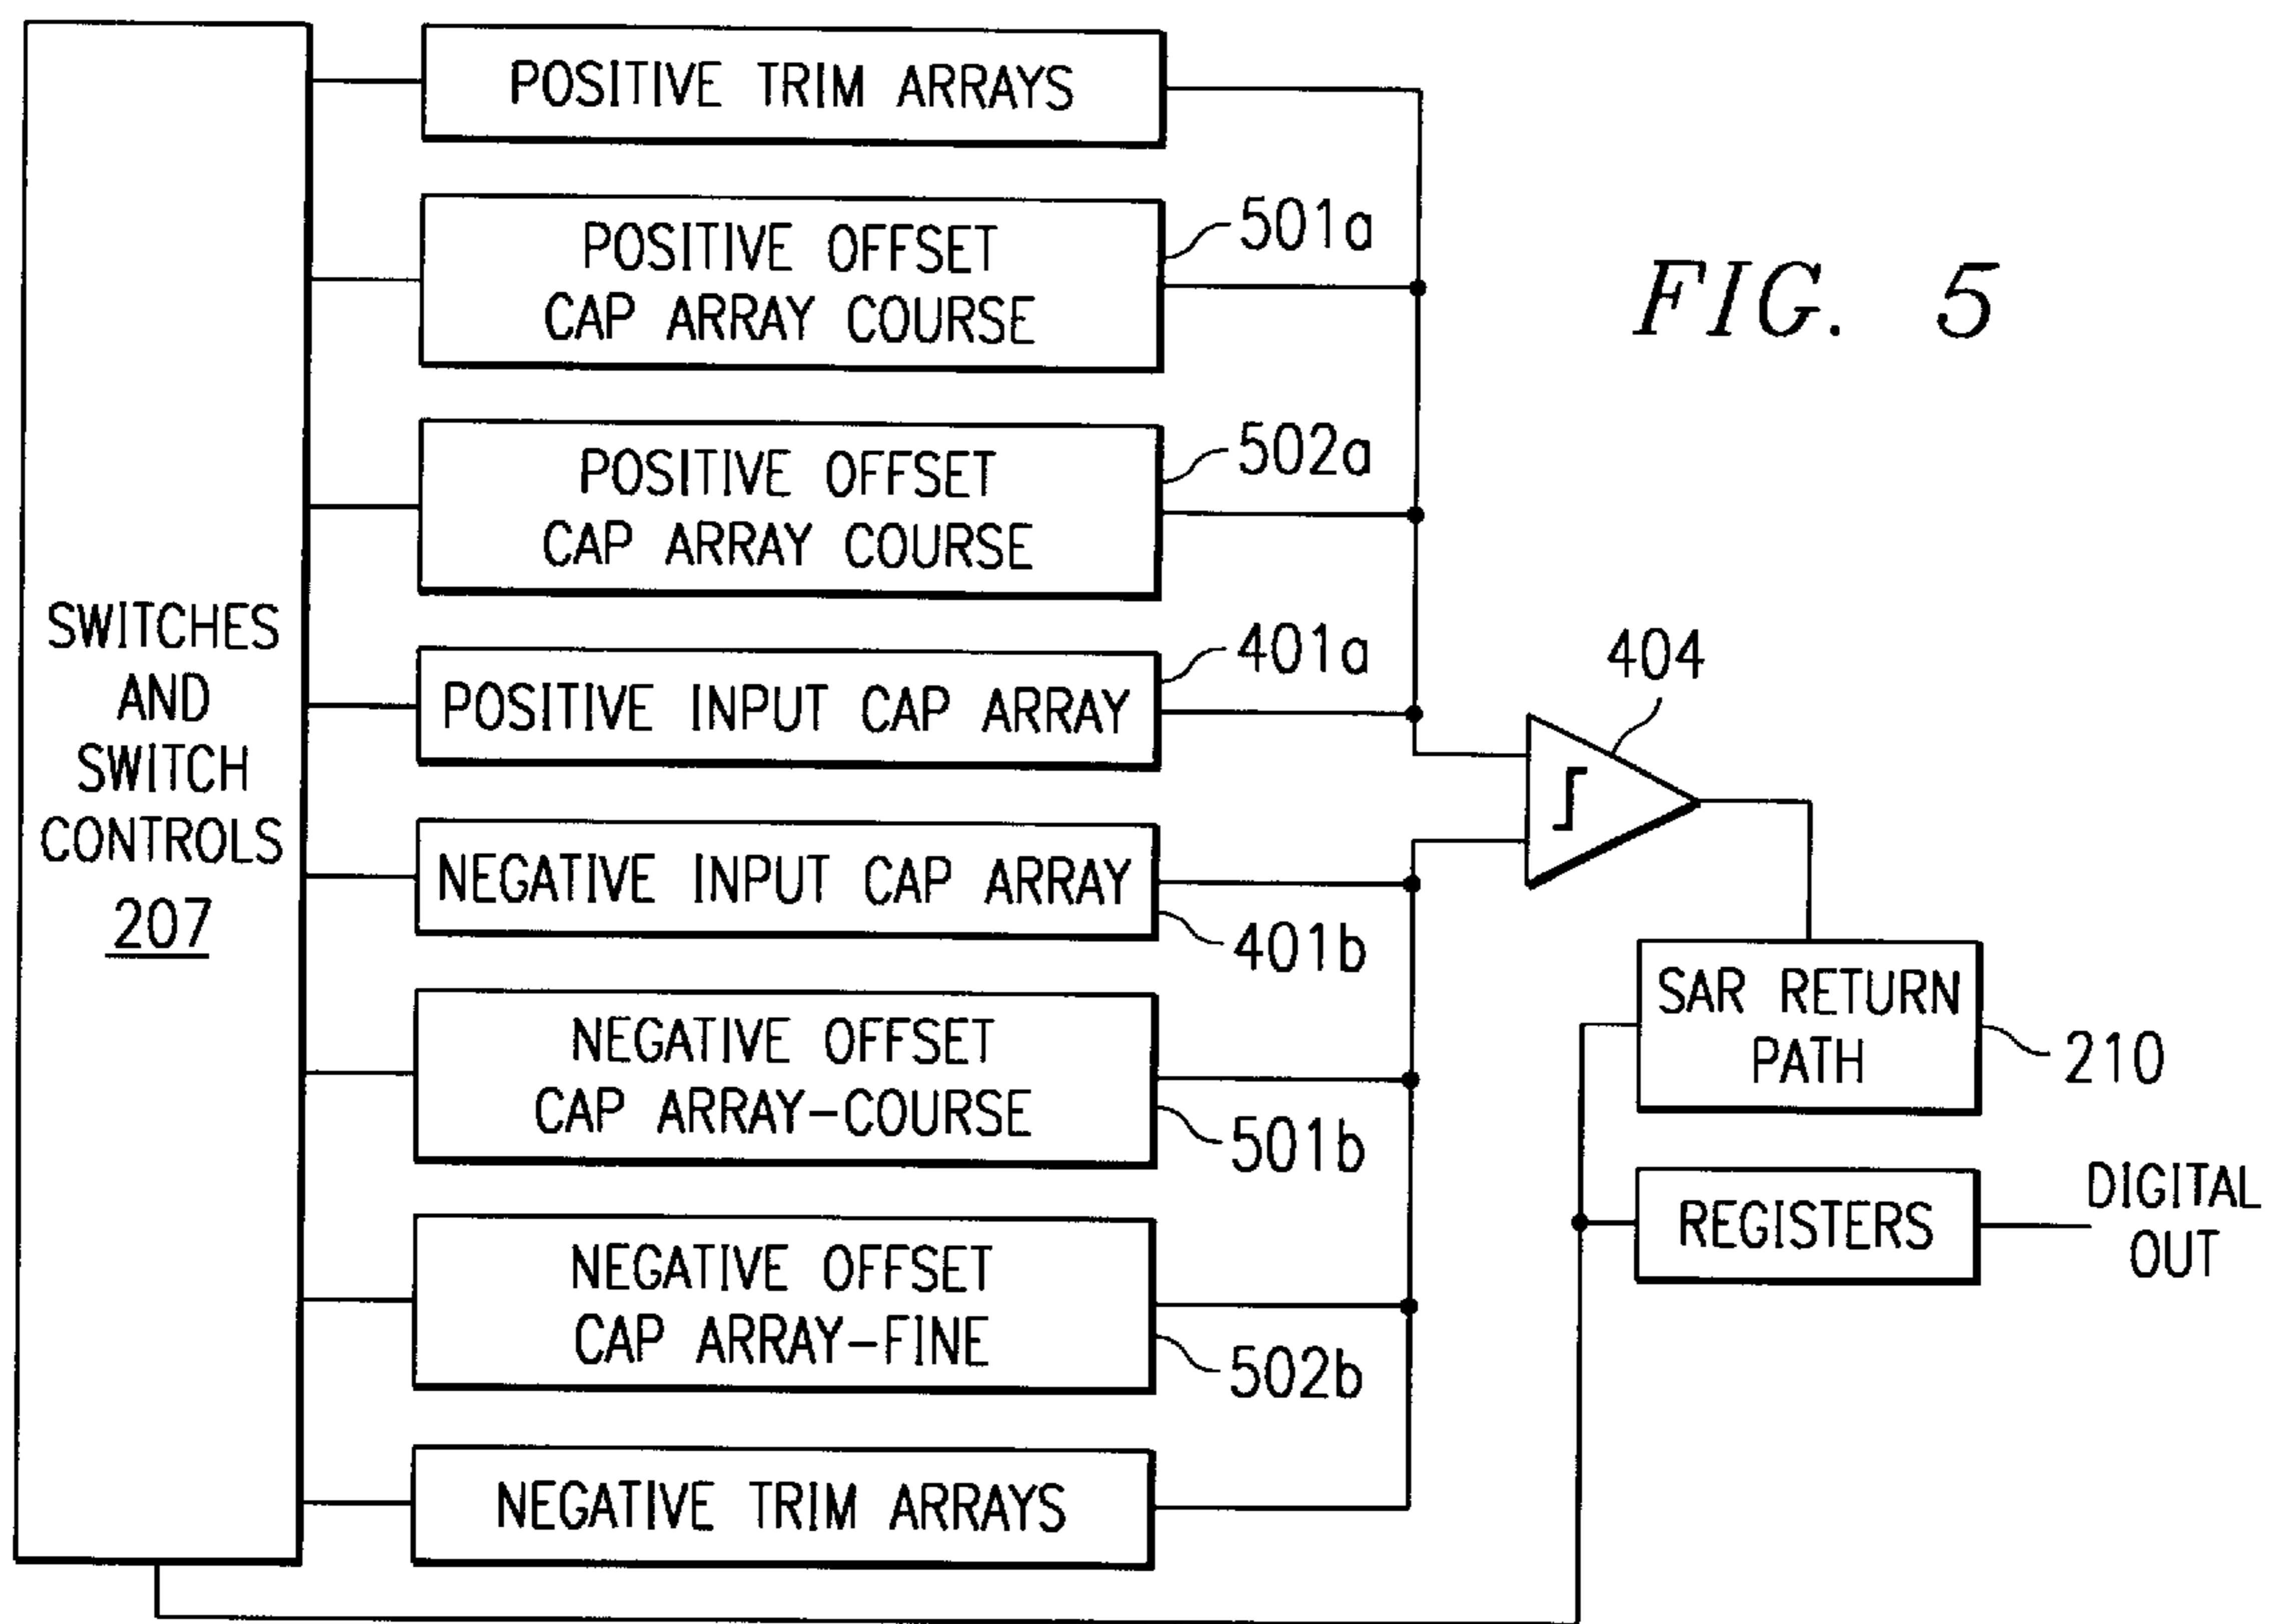 POSITIVE TRIM ARRAYS
POSITIVE OFFSET
CAP ARRAY COURSE
501a
FIG. 5
POSITIVE OFFSET
CAP ARRAY COURSE
502a
SWITCHES
AND
SWITCH
CONTROLS
207
POSITIVE INPUT CAP ARRAY
401a
404
NEGATIVE INPUT CAP ARRAY
401b
NEGATIVE OFFSET
CAP ARRAY-COURSE
501b
SAR RETURN
PATH
210
NEGATIVE OFFSET
CAP ARRAY-FINE
502b
REGISTERS
DIGITAL
OUT
NEGATIVE TRIM ARRAYS